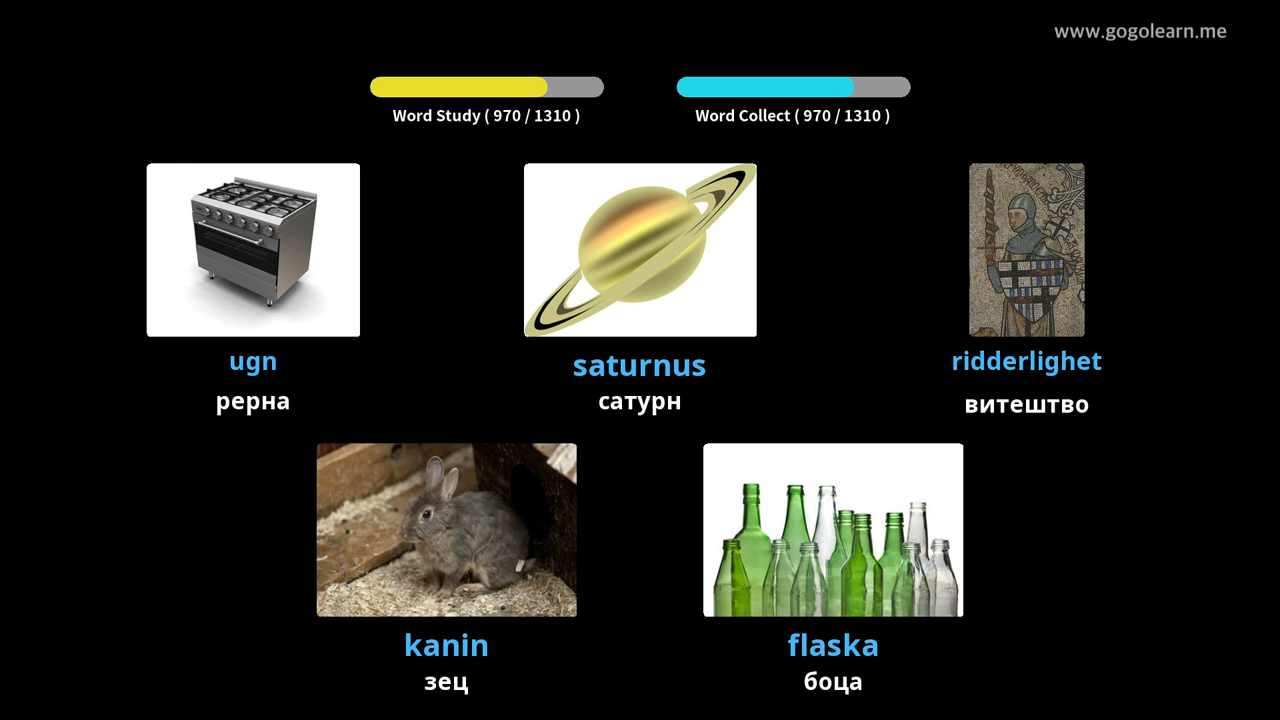 www.gogolearn.me
Word Study ( 970 / 1310 )
Word Collect ( 970 / 1310 )
ugn
saturnus
ridderlighet
рерна
сатурн
витештво
kanin
flaska
зец
боца